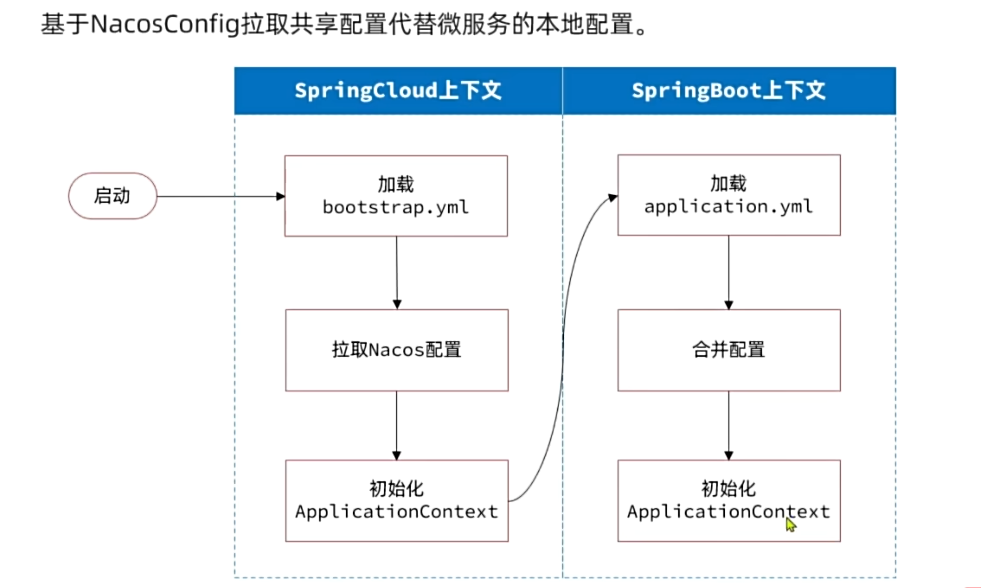 基于NacosConfig拉取共享配置代替微服务的本地配置。
SpringCloud上下文
SpringBoot上下文
启动
加载
bootstrap.yml
拉取Nacos配置
初始化
ApplicationContext
加载
application.yml
合并配置
初始化
ApplicationContext